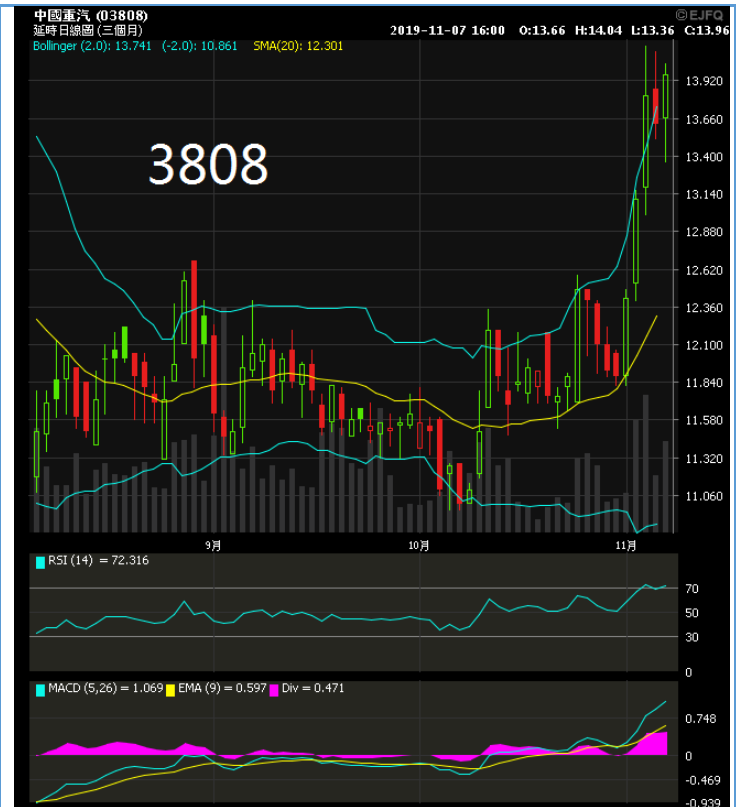 中國重汽 (03808)
©EJFQ
延時日線圖 (三個月)
2019-11-07 16:00 O:13.66 H:14.04 L:13.36 C:13.96
Bollinger (2.0): 13.741 (-2.0): 10.861 SMA(20): 12.301
3808
13.920
13.660
13.400
13.140
12.880
12.620
12.360
12.100
11.840
11.580
11.320
11.060
9月 10月 11月
RSI (14) = 72.316
70
50
30
0
MACD (5,26) = 1.069 EMA (9) = 0.597 Div = 0.471
0.748
0
-0.469
-0.939